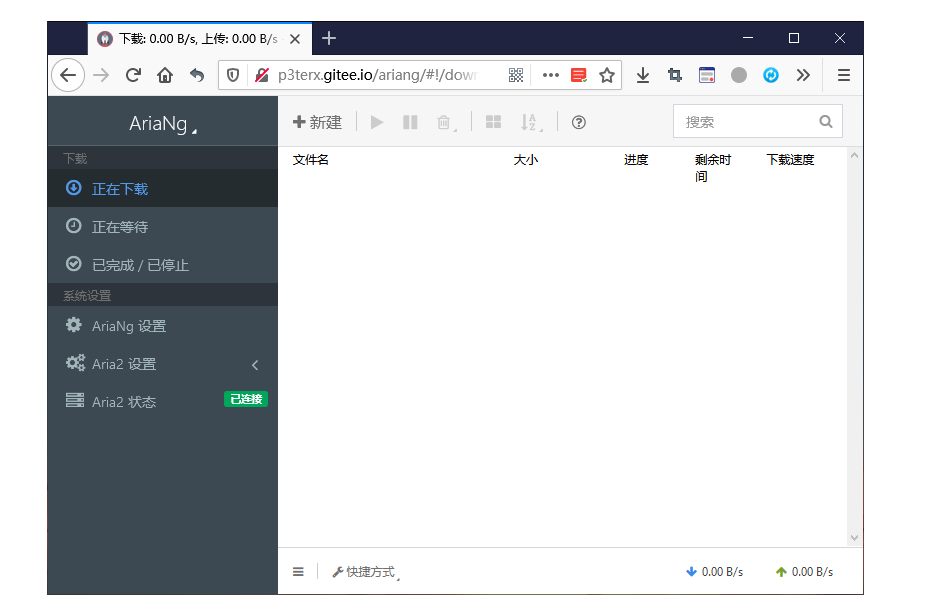 下载: 0.00 B/s, 上传: 0.00 B/s
p3terx.gitee.io/ariang/#!/dow
AriaNg
新建
搜索
下载
正在下载
正在等待
已完成 / 已停止
系统设置
AriaNg 设置
Aria2 设置
Aria2 状态
已连接
文件名
大小
进度
剩余时
间
下载速度
快捷方式
0.00 B/s
0.00 B/s